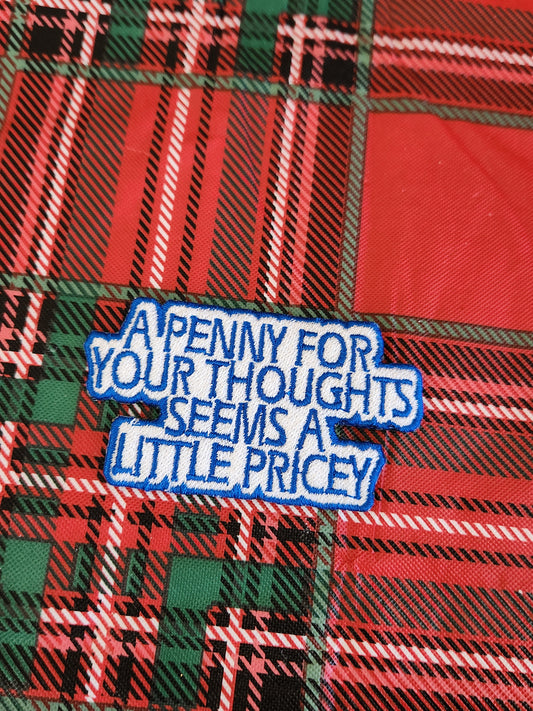 A PENNY FOR
YOUR THOUGHTS
SEEMS A
LITTLE PRICEY